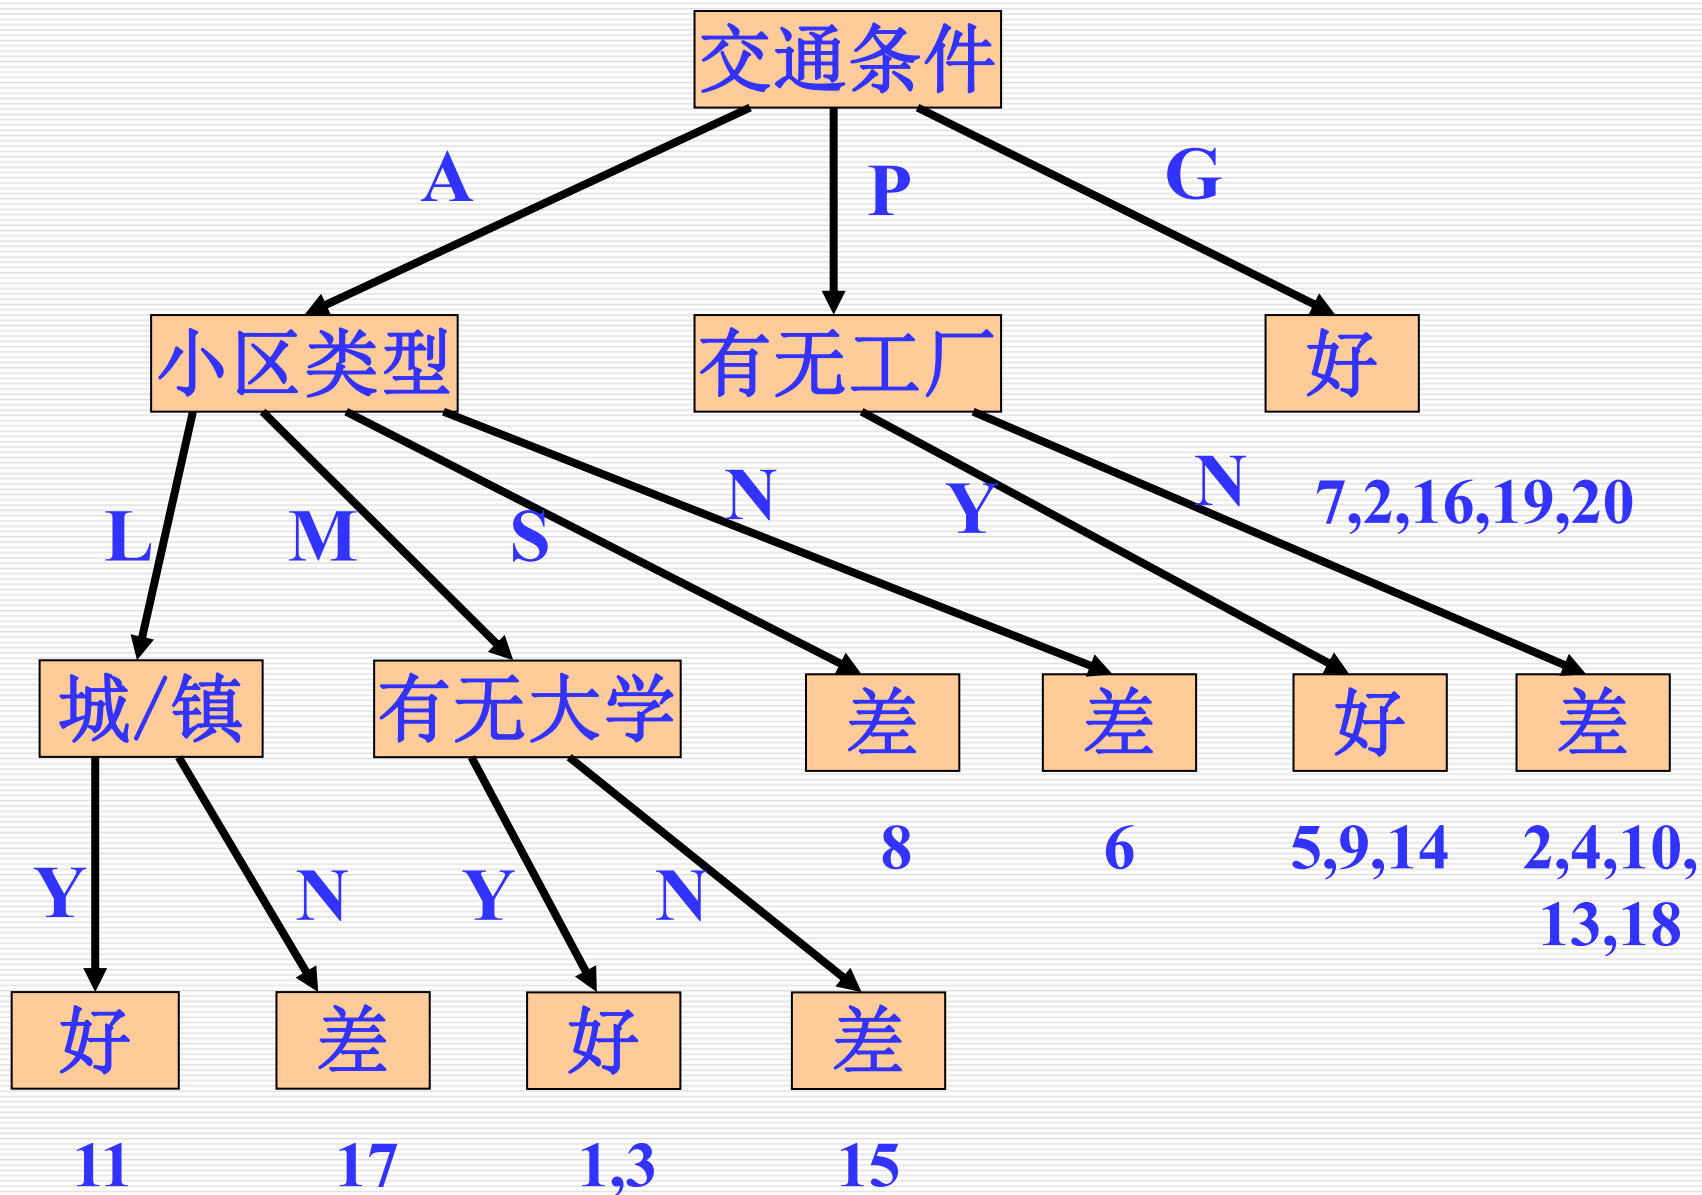 交通条件
A
P
G
小区类型
有无工厂
好
L
M
S
N
Y
N
7,2,16,19,20
城/镇
有无大学
差
差
好
差
8
6
5,9,14
2,4,10,
13,18
Y
N
Y
N
好
差
好
差
11
17
1,3
15